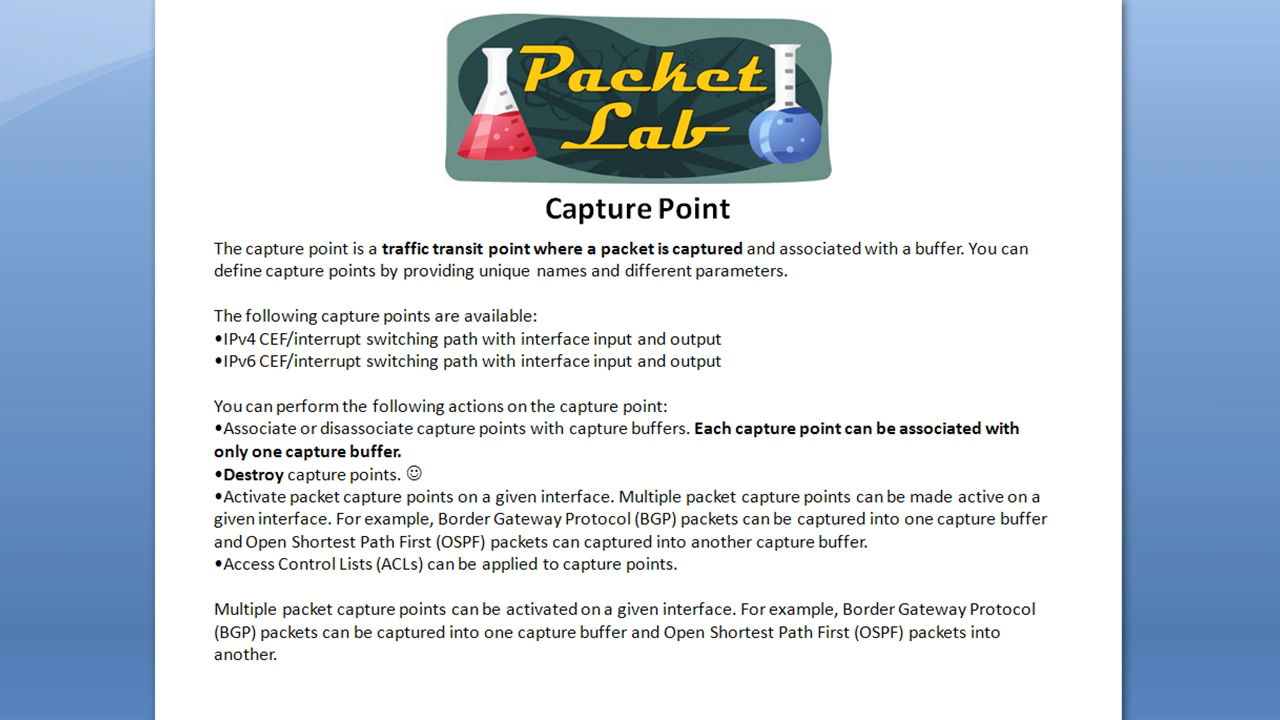 Packet
Lab
Capture Point
The capture point is a traffic transit point where a packet is captured and associated with a buffer. You can
define capture points by providing unique names and different parameters.
The following capture points are available:
•IPv4 CEF/interrupt switching path with interface input and output
•IPv6 CEF/interrupt switching path with interface input and output
You can perform the following actions on the capture point:
•Associate or disassociate capture points with capture buffers. Each capture point can be associated with
only one capture buffer.
•Destroy capture points. ☺
•Activate packet capture points on a given interface. Multiple packet capture points can be made active on a
given interface. For example, Border Gateway Protocol (BGP) packets can be captured into one capture buffer
and Open Shortest Path First (OSPF) packets can captured into another capture buffer.
•Access Control Lists (ACLs) can be applied to capture points.
Multiple packet capture points can be activated on a given interface. For example, Border Gateway Protocol
(BGP) packets can be captured into one capture buffer and Open Shortest Path First (OSPF) packets into
another.